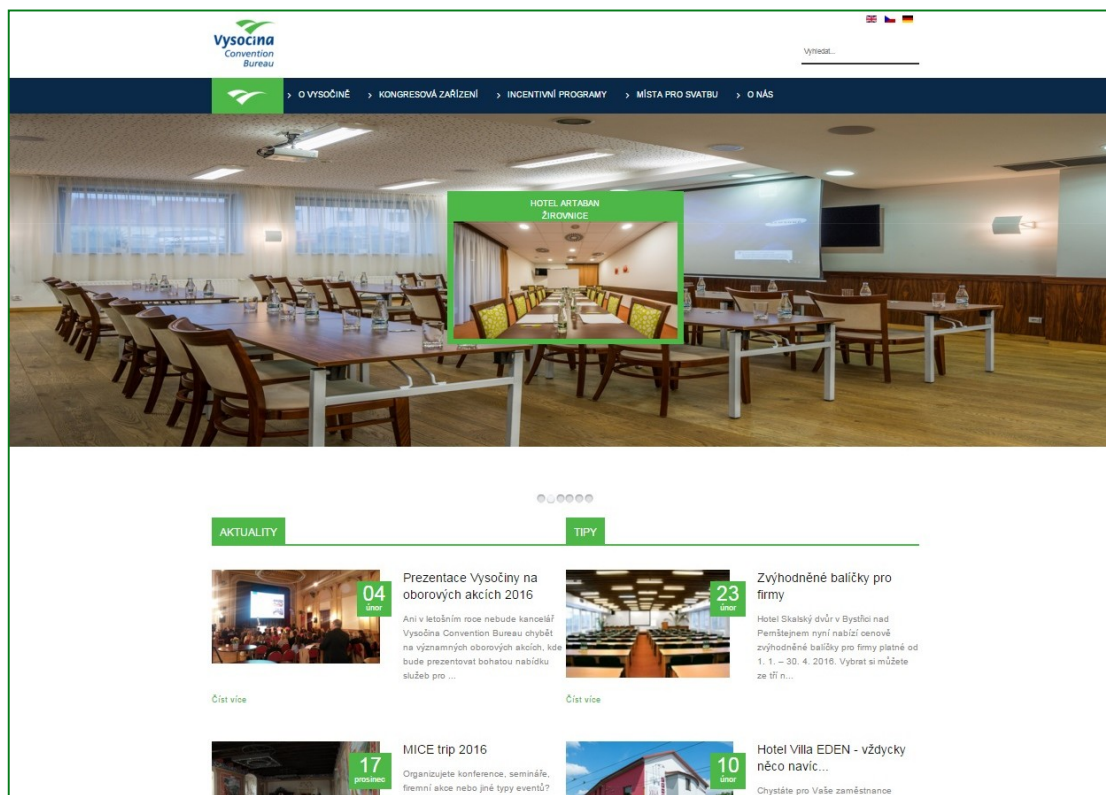 Vysocina
Convention
Bureau
Vyhledat...
O VYSOČINĚ
KONGRESOVÁ ZAŘÍZENÍ
INCENTIVNÍ PROGRAMY
MÍSTA PRO SVATBU
O NÁS
HOTEL ARTABAN
ŽIROVNICE
AKTUALITY
04
únor
Prezentace Vysočiny na
oborových akcích 2016
Ani v letošním roce nebude kancelář
Vysočina Convention Bureau chybět
na významných oborových akcích, kde
bude prezentovat bohatou nabídku
služeb pro ...
Číst více
17
prosinec
MICE trip 2016
Organizujete konference, semináře,
firemní akce nebo jiné typy eventů?
TIPY
23
únor
Zvýhodněné balíčky pro
firmy
Hotel Skalský dvůr v Bystřici nad
Pernštejnem nyní nabízí cenově
zvýhodněné balíčky pro firmy platné od
1. 1. – 30. 4. 2016. Vybrat si můžete
ze tří n...
Číst více
10
únor
Hotel Villa EDEN - vždycky
něco navíc...
Chystáte pro Vaše zaměstnance